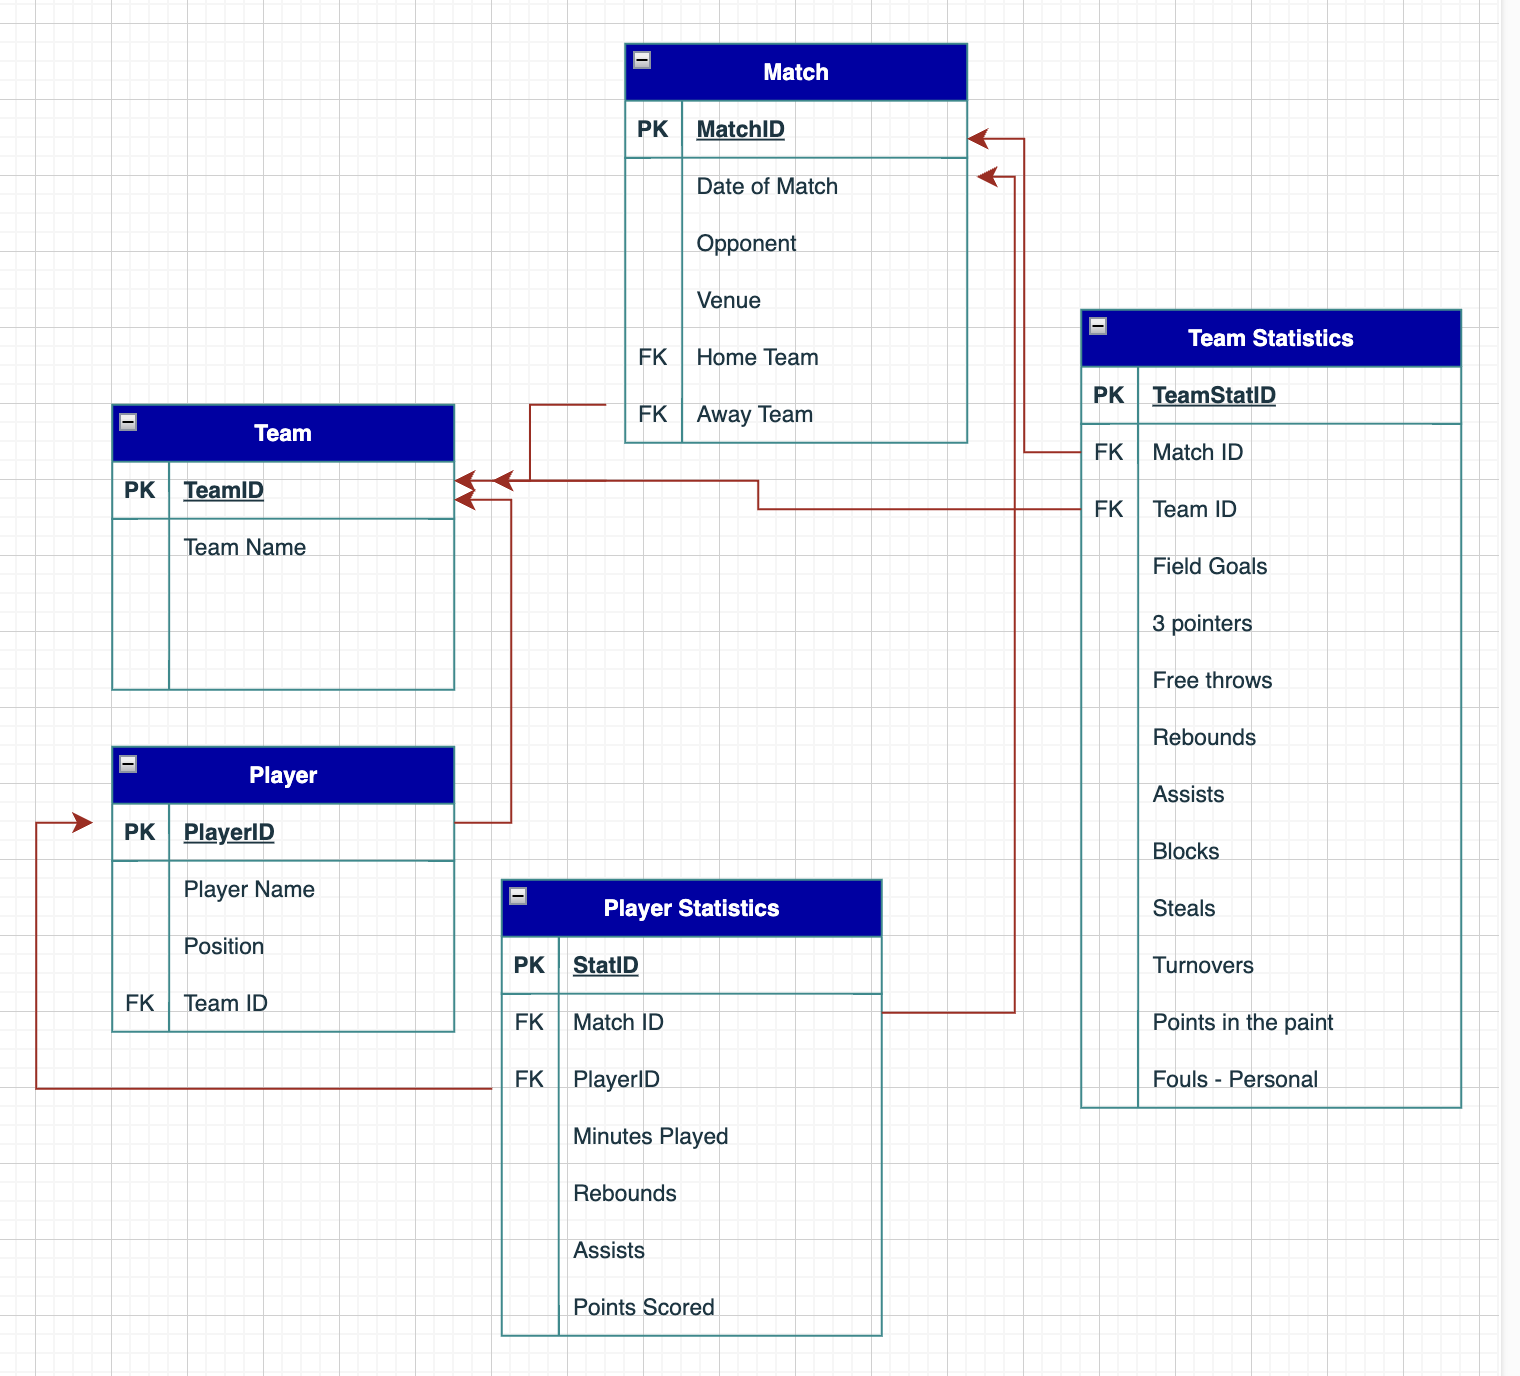 Match
PK MatchID
Date of Match
Opponent
Venue
FK Home Team
FK Away Team
Team Statistics
PK TeamStatID
FK Match ID
FK Team ID
Field Goals
3 pointers
Free throws
Rebounds
Assists
Blocks
Steals
Turnovers
Points in the paint
Fouls - Personal
Team
PK TeamID
Team Name
Player
PK PlayerID
Player Name
Position
FK Team ID
Player Statistics
PK StatID
FK Match ID
FK PlayerID
Minutes Played
Rebounds
Assists
Points Scored